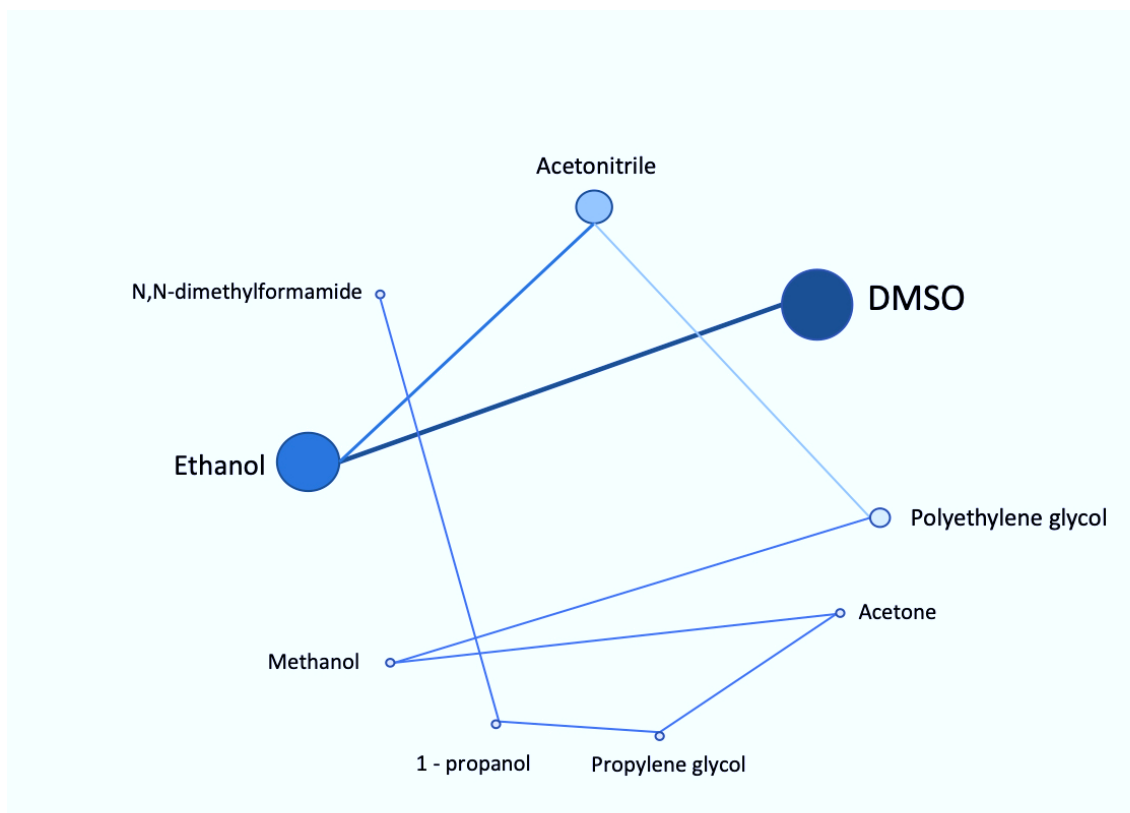 Acetonitrile
N,N-dimethylformamide
DMSO
Ethanol
Polyethylene glycol
Acetone
Methanol
1 - propanol
Propylene glycol